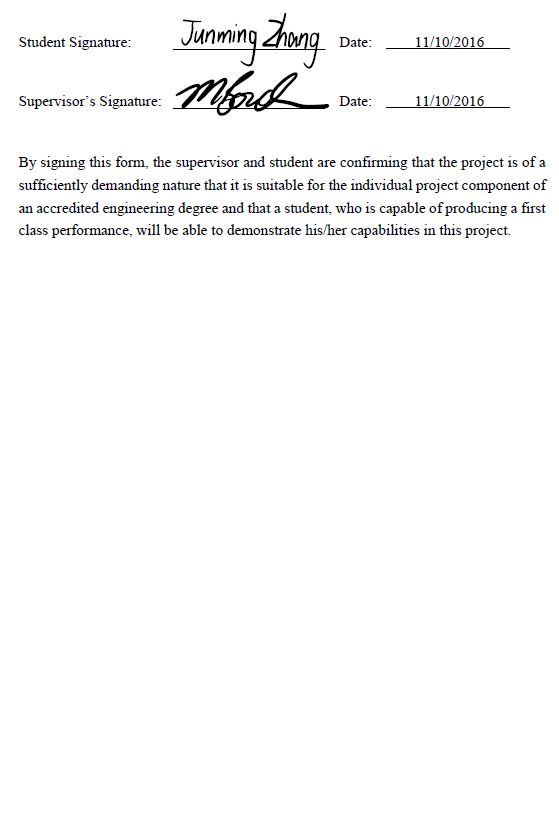 Student Signature: Junming Zhang Date: 11/10/2016
Supervisor’s Signature: Date: 11/10/2016
By signing this form, the supervisor and student are confirming that the project is of a
sufficiently demanding nature that it is suitable for the individual project component of
an accredited engineering degree and that a student, who is capable of producing a first
class performance, will be able to demonstrate his/her capabilities in this project.